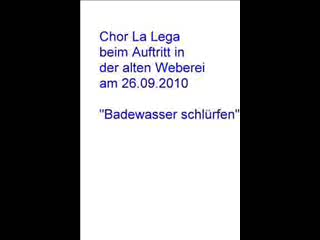 Chor La Lega
beim Auftritt in
der alten Weberei
am 26.09.2010
"Badewasser schlürfen"